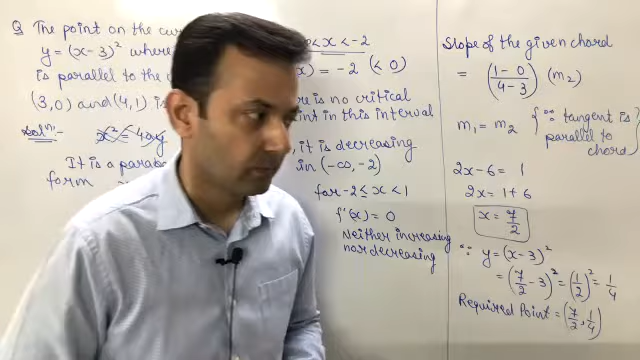 Q The point on the cur
y = (x-3)² where
is parallel to the c
(3,0) and (4,1) is
Solⁿ:-
x² = 4ay
It is a parabo
form
< x < -2
x) = -2 (<0)
ere is no critical
point in this interval
, it is decreasing
in (-∞, -2)
for -2 ≤ x < 1
f'(x) = 0
Neither increasing
nor decreasing
Slope of the given chord
= (1-0 / 4-3) (m₂)
m₁ = m₂ {∵ tangent is parallel to chord}
2x - 6 = 1
2x = 1 + 6
x = 7/2
∵ y = (x-3)²
= (7/2 - 3)² = (1/2)² = 1/4
Required Point = (7/2, 1/4)